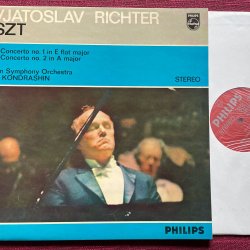 PHILIPS
VJATOSLAV RICHTER
SZT
Concerto no. 1 in E flat major
Concerto no. 2 in A major
n Symphony Orchestra
KONDRASHIN
STEREO
PHILIPS